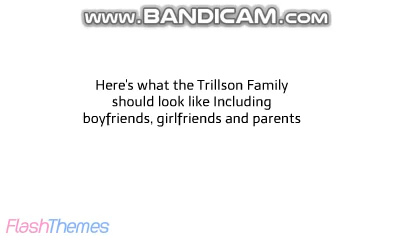 www.BANDICAM.com
Here's what the Trillson Family
should look like Including
boyfriends, girlfriends and parents
FlashThemes